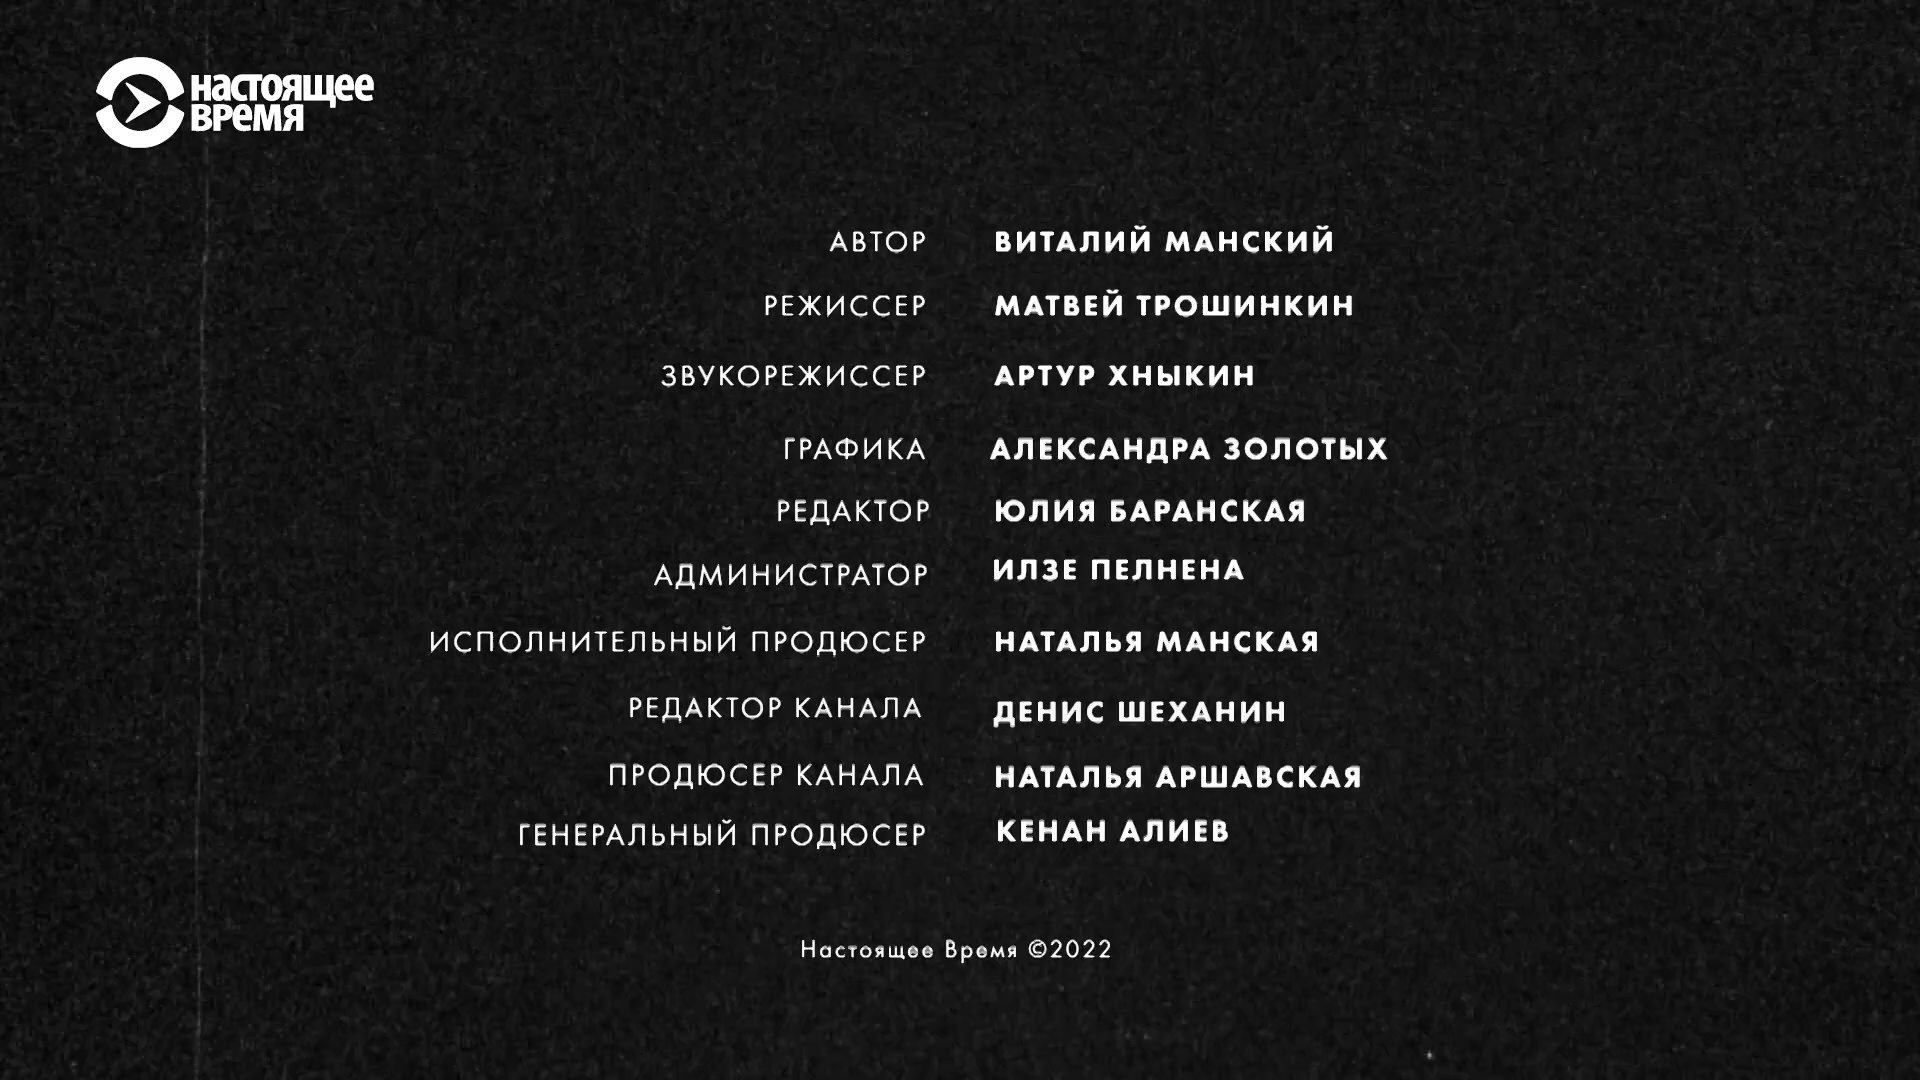 НАСТОЯЩЕЕ
ВРЕМЯ
АВТОР ВИТАЛИЙ МАНСКИЙ
РЕЖИССЕР МАТВЕЙ ТРОШИНКИН
ЗВУКОРЕЖИССЕР АРТУР ХНЫКИН
ГРАФИКА АЛЕКСАНДРА ЗОЛОТЫХ
РЕДАКТОР ЮЛИЯ БАРАНСКАЯ
АДМИНИСТРАТОР ИЛЗЕ ПЕЛНЕНА
ИСПОЛНИТЕЛЬНЫЙ ПРОДЮСЕР НАТАЛЬЯ МАНСКАЯ
РЕДАКТОР КАНАЛА ДЕНИС ШЕХАНИН
ПРОДЮСЕР КАНАЛА НАТАЛЬЯ АРШАВСКАЯ
ГЕНЕРАЛЬНЫЙ ПРОДЮСЕР КЕНАН АЛИЕВ
Настоящее Время ©2022